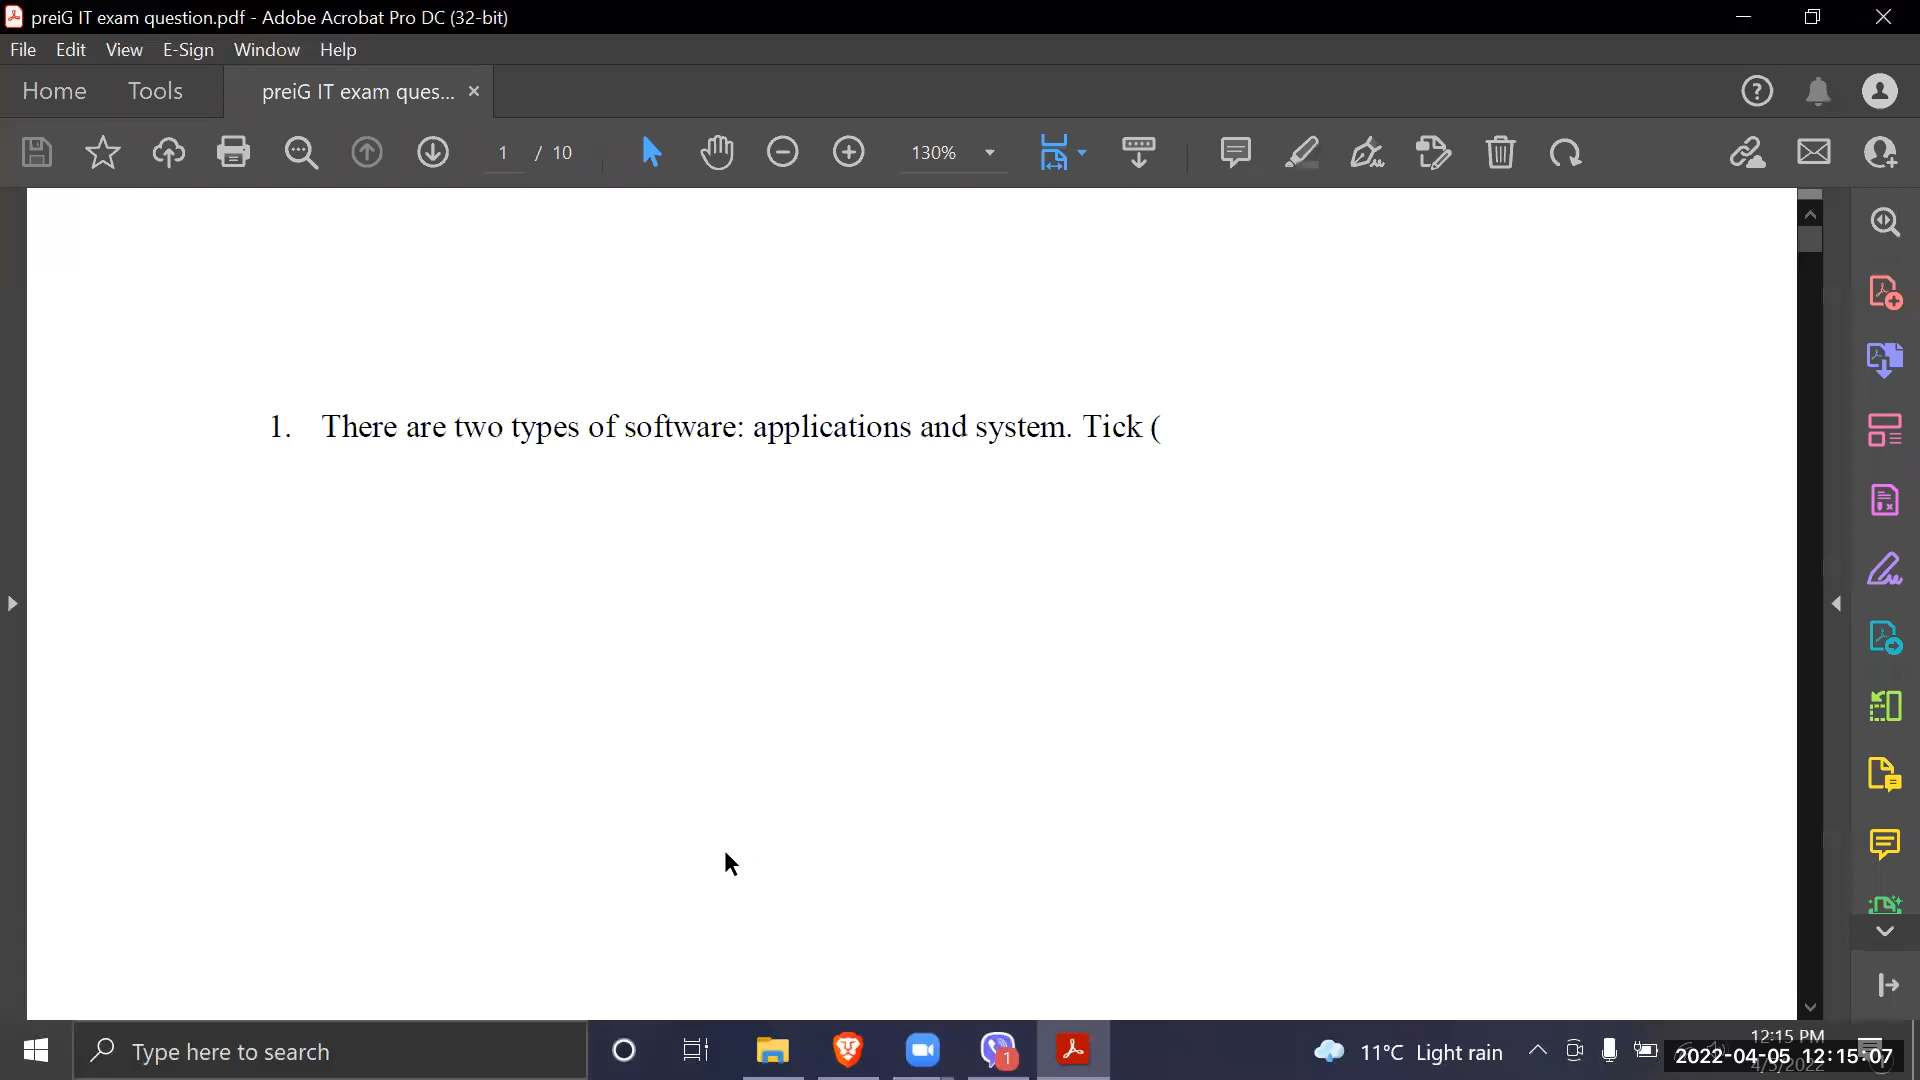 preiG IT exam question.pdf - Adobe Acrobat Pro DC (32-bit)
File Edit View E-Sign Window Help
Home Tools preiG IT exam ques... ×
1 / 10 130%
1. There are two types of software: applications and system. Tick (
Type here to search
1
11°C Light rain
12:15 PM
2022-04-05 12:15:07